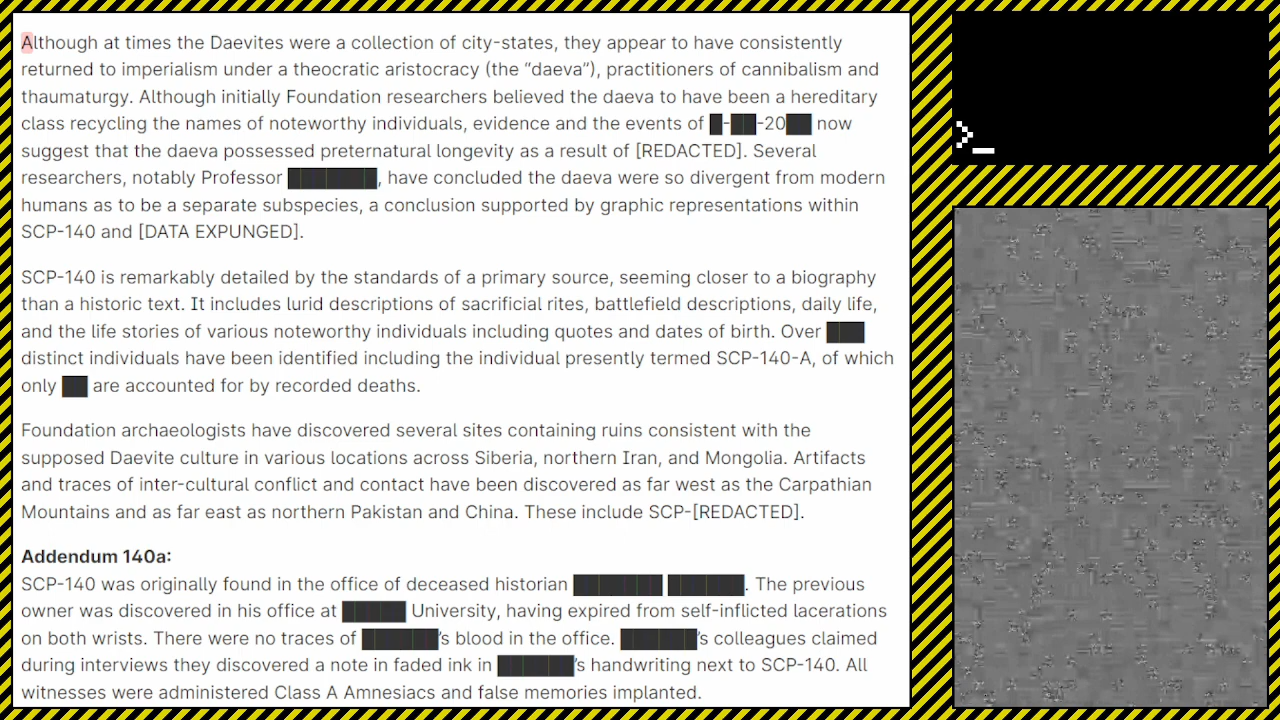 Although at times the Daevites were a collection of city-states, they appear to have consistently
returned to imperialism under a theocratic aristocracy (the “daeva”), practitioners of cannibalism and
thaumaturgy. Although initially Foundation researchers believed the daeva to have been a hereditary
class recycling the names of noteworthy individuals, evidence and the events of █-██-20██ now
suggest that the daeva possessed preternatural longevity as a result of [REDACTED]. Several
researchers, notably Professor ███████, have concluded the daeva were so divergent from modern
humans as to be a separate subspecies, a conclusion supported by graphic representations within
SCP-140 and [DATA EXPUNGED].
SCP-140 is remarkably detailed by the standards of a primary source, seeming closer to a biography
than a historic text. It includes lurid descriptions of sacrificial rites, battlefield descriptions, daily life,
and the life stories of various noteworthy individuals including quotes and dates of birth. Over ███
distinct individuals have been identified including the individual presently termed SCP-140-A, of which
only ██ are accounted for by recorded deaths.
Foundation archaeologists have discovered several sites containing ruins consistent with the
supposed Daevite culture in various locations across Siberia, northern Iran, and Mongolia. Artifacts
and traces of inter-cultural conflict and contact have been discovered as far west as the Carpathian
Mountains and as far east as northern Pakistan and China. These include SCP-[REDACTED].
Addendum 140a:
SCP-140 was originally found in the office of deceased historian ███████ ██████. The previous
owner was discovered in his office at █████ University, having expired from self-inflicted lacerations
on both wrists. There were no traces of ██████’s blood in the office. ██████’s colleagues claimed
during interviews they discovered a note in faded ink in ██████’s handwriting next to SCP-140. All
witnesses were administered Class A Amnesiacs and false memories implanted.
>_